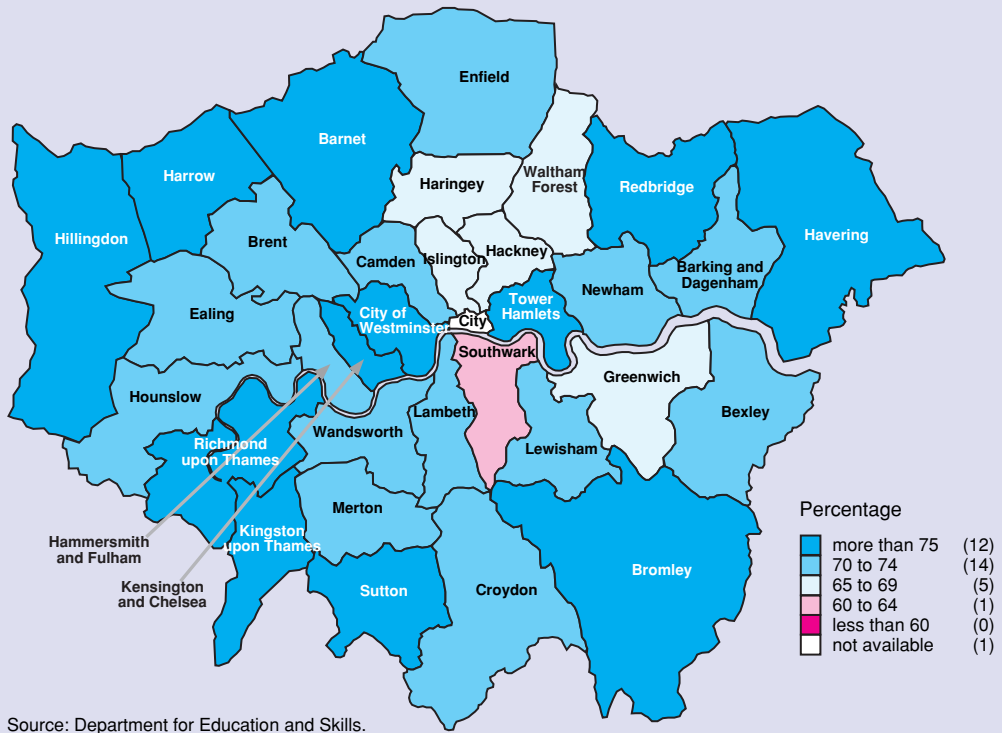 Enfield
Barnet
Harrow
Haringey
Waltham
Forest
Redbridge
Hillingdon
Brent
Camden
Islington
Hackney
Havering
Barking and
Dagenham
Newham
Tower
Hamlets
City of
Westminster
City
Ealing
Southwark
Greenwich
Hounslow
Lambeth
Bexley
Wandsworth
Richmond
upon Thames
Lewisham
Merton
Kingston
upon Thames
Hammersmith
and Fulham
Kensington
and Chelsea
Sutton
Croydon
Bromley
Percentage
more than 75 (12)
70 to 74 (14)
65 to 69 (5)
60 to 64 (1)
less than 60 (0)
not available (1)
Source: Department for Education and Skills.